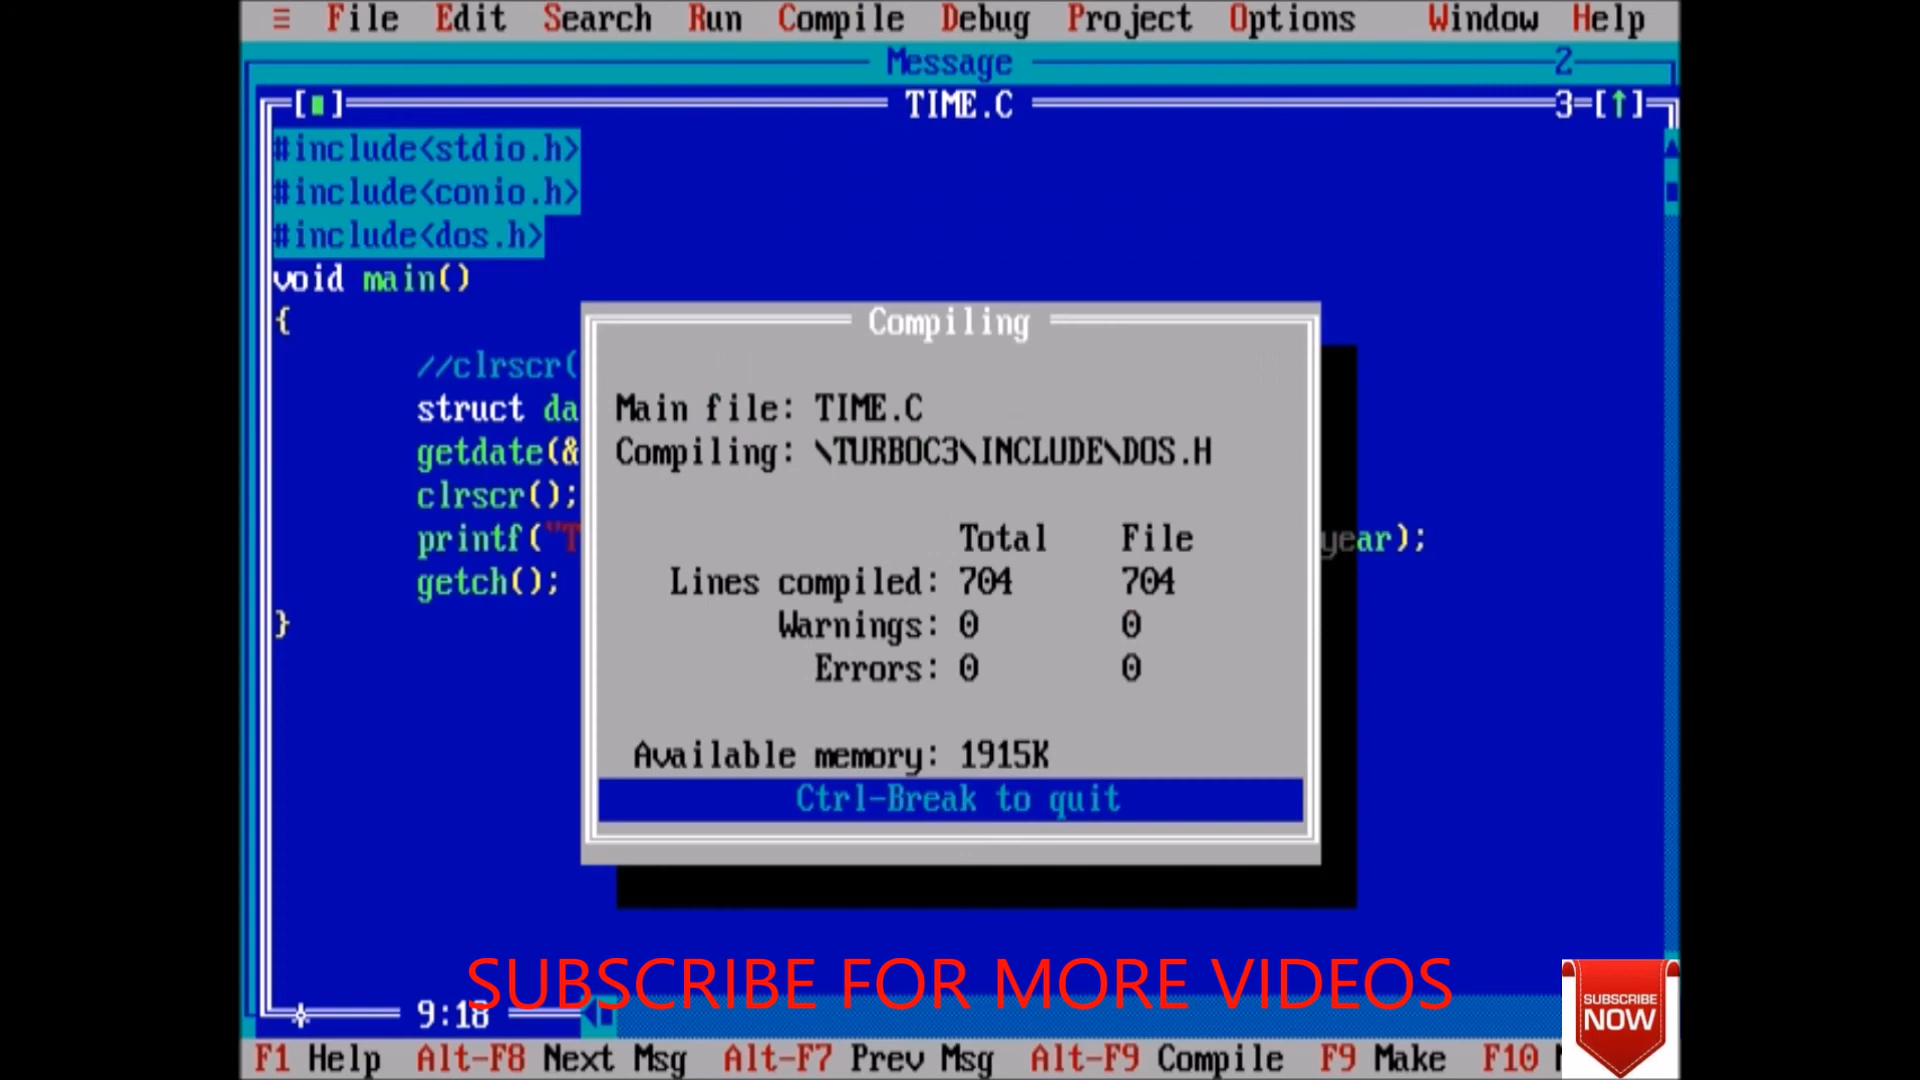 ≡ File Edit Search Run Compile Debug Project Options Window Help
Message 2
[■] TIME.C 3=[↑]
#include<stdio.h>
#include<conio.h>
#include<dos.h>
void main()
{
//clrscr(
struct da
getdate(&
clrscr();
printf("T
year);
getch();
}
Compiling
Main file: TIME.C
Compiling: \TURBOC3\INCLUDE\DOS.H
Total File
Lines compiled: 704 704
Warnings: 0 0
Errors: 0 0
Available memory: 1915K
Ctrl-Break to quit
SUBSCRIBE FOR MORE VIDEOS
9:18
SUBSCRIBE
NOW
F1 Help Alt-F8 Next Msg Alt-F7 Prev Msg Alt-F9 Compile F9 Make F10